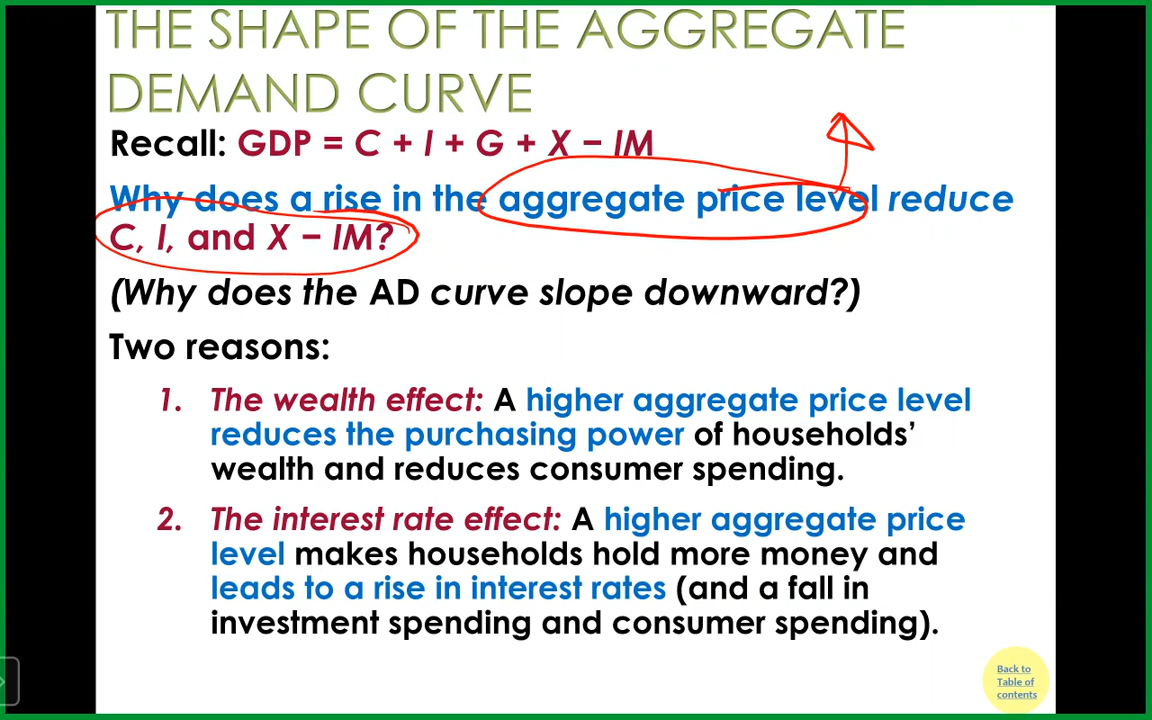 THE SHAPE OF THE AGGREGATE
DEMAND CURVE
Recall: GDP = C + I + G + X − IM
Why does a rise in the aggregate price level reduce
C, I, and X − IM?
(Why does the AD curve slope downward?)
Two reasons:
1. The wealth effect: A higher aggregate price level
reduces the purchasing power of households’
wealth and reduces consumer spending.
2. The interest rate effect: A higher aggregate price
level makes households hold more money and
leads to a rise in interest rates (and a fall in
investment spending and consumer spending).
Back to
Table of
contents